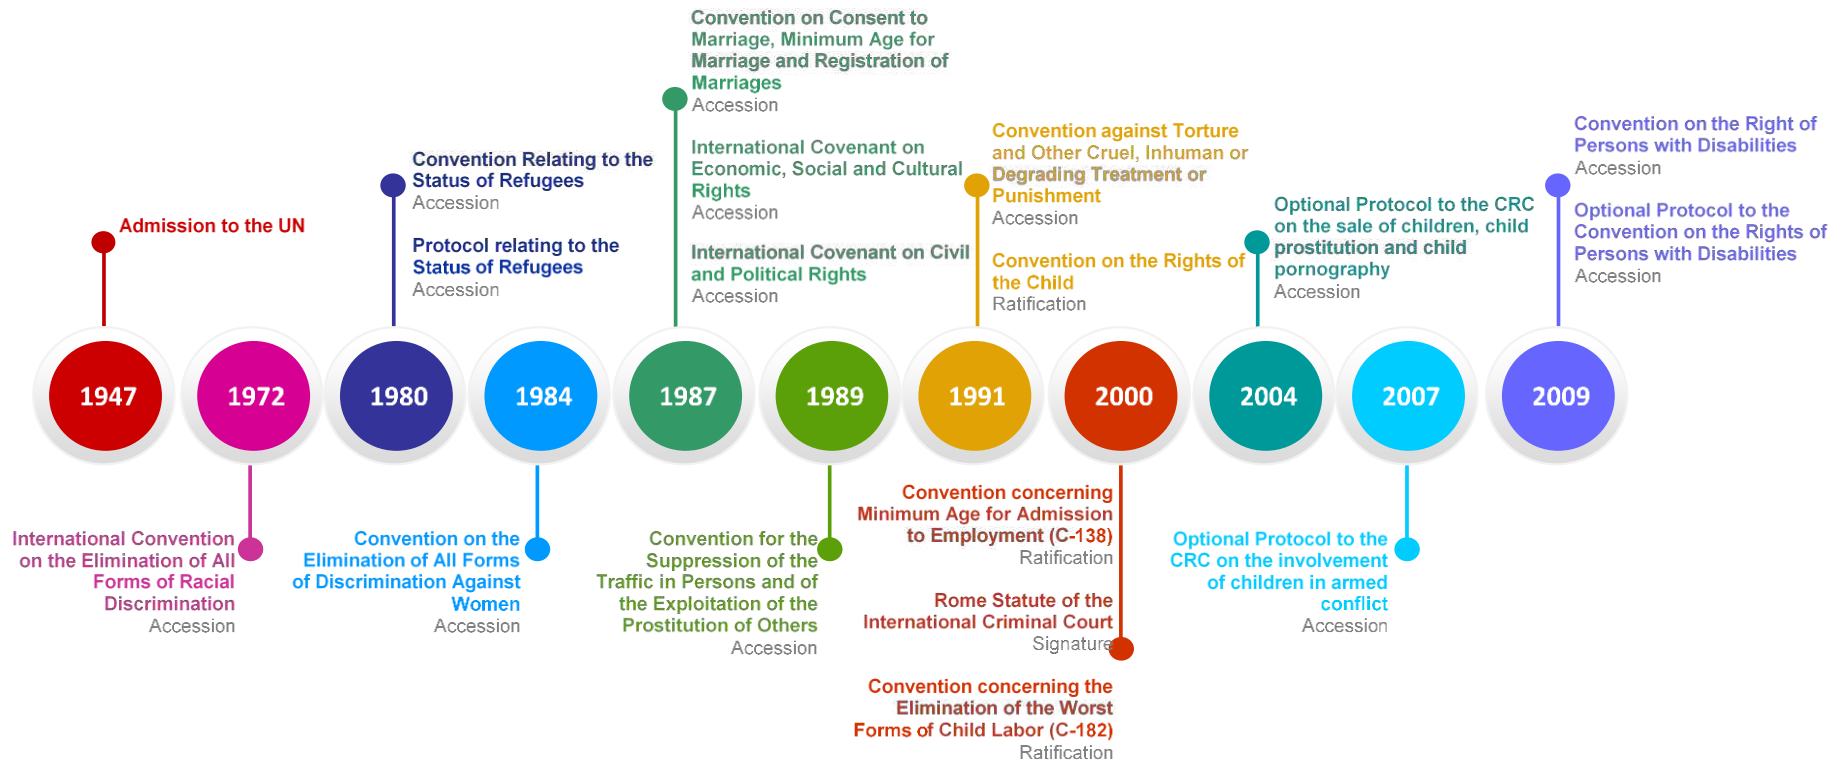 Convention on Consent to
Marriage, Minimum Age for
Marriage and Registration of
Marriages
Accession
International Covenant on
Economic, Social and Cultural
Rights
Accession
International Covenant on Civil
and Political Rights
Accession
Convention Relating to the
Status of Refugees
Accession
Protocol relating to the
Status of Refugees
Accession
Admission to the UN
Convention against Torture
and Other Cruel, Inhuman or
Degrading Treatment or
Punishment
Accession
Convention on the Rights of
the Child
Ratification
Optional Protocol to the CRC
on the sale of children, child
prostitution and child
pornography
Accession
Convention on the Right of
Persons with Disabilities
Accession
Optional Protocol to the
Convention on the Rights of
Persons with Disabilities
Accession
1947
1972
1980
1984
1987
1989
1991
2000
2004
2007
2009
International Convention
on the Elimination of All
Forms of Racial
Discrimination
Accession
Convention on the
Elimination of All Forms
of Discrimination Against
Women
Accession
Convention for the
Suppression of the
Traffic in Persons and of
the Exploitation of the
Prostitution of Others
Accession
Convention concerning
Minimum Age for Admission
to Employment (C-138)
Ratification
Rome Statute of the
International Criminal Court
Signature
Convention concerning the
Elimination of the Worst
Forms of Child Labor (C-182)
Ratification
Optional Protocol to the
CRC on the involvement
of children in armed
conflict
Accession